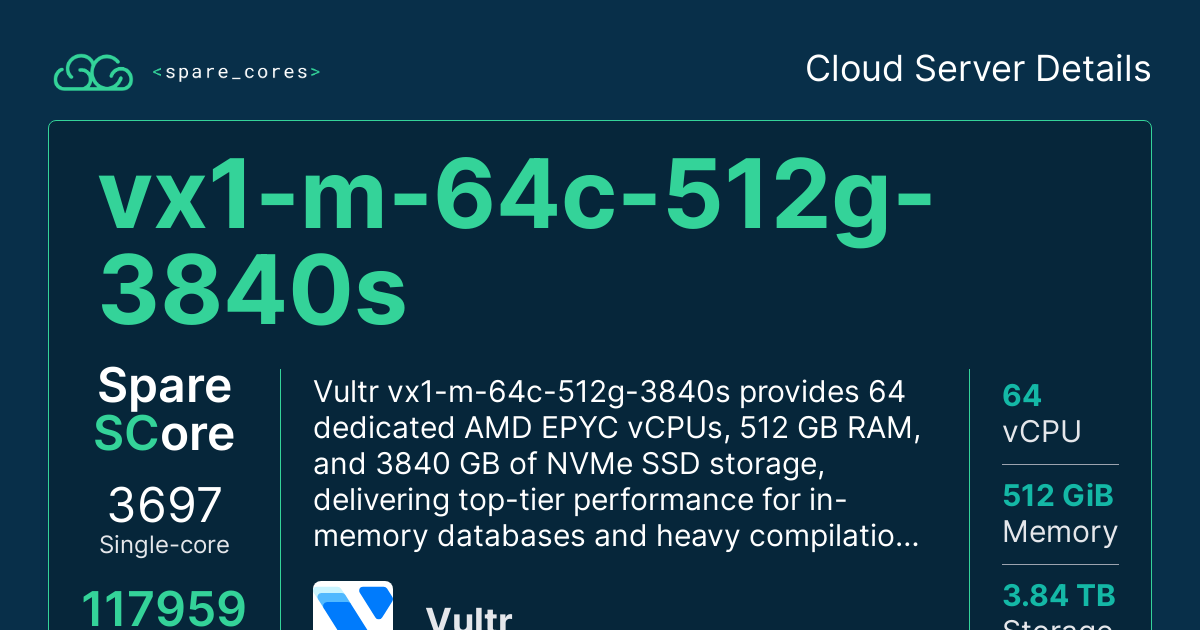 <spare_cores>
Cloud Server Details
vx1-m-64c-512g-
3840s
Spare
SCore
3697
Single-core
117959
Vultr vx1-m-64c-512g-3840s provides 64
dedicated AMD EPYC vCPUs, 512 GB RAM,
and 3840 GB of NVMe SSD storage,
delivering top-tier performance for in-
memory databases and heavy compilatio...
Vultr
64
vCPU
512 GiB
Memory
3.84 TB
Storage